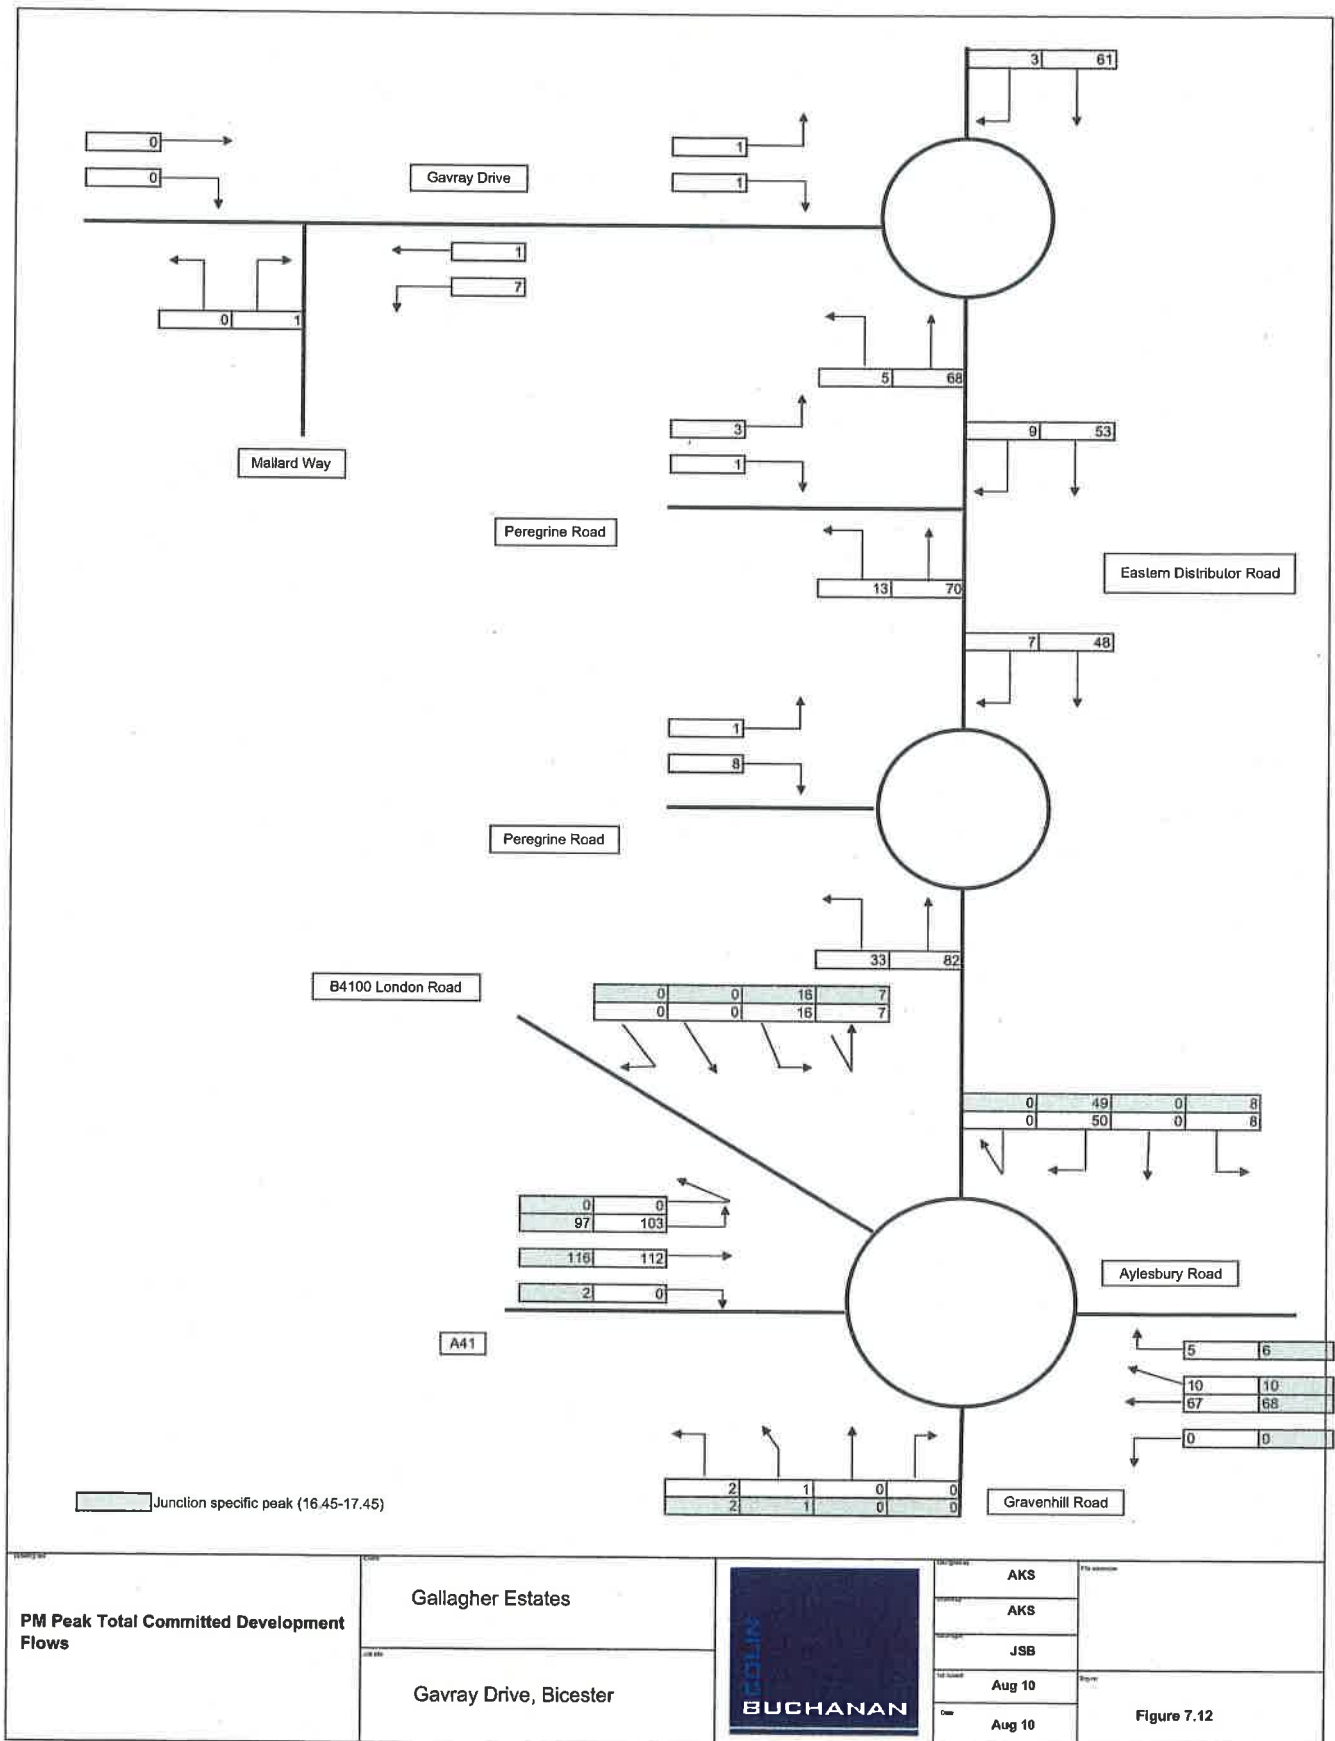 3 61
0
1
Gavray Drive
0
1
1
7
0 1
5 68
3
9 53
1
Mallard Way
Peregrine Road
Eastern Distributor Road
13 70
7 48
1
8
Peregrine Road
33 82
B4100 London Road
0 0 16 7
0 0 16 7
0 49 0 8
0 50 0 8
0 0
97 103
116 112
2 0
Aylesbury Road
A41
5 6
10 10
67 68
0 0
2 1 0 0
2 1 0 0
Junction specific peak (16.45-17.45)
Gravenhill Road
PM Peak Total Committed Development
Flows
Gallagher Estates
Gavray Drive, Bicester
COLIN
BUCHANAN
AKS
AKS
JSB
Aug 10
Aug 10
Figure 7.12